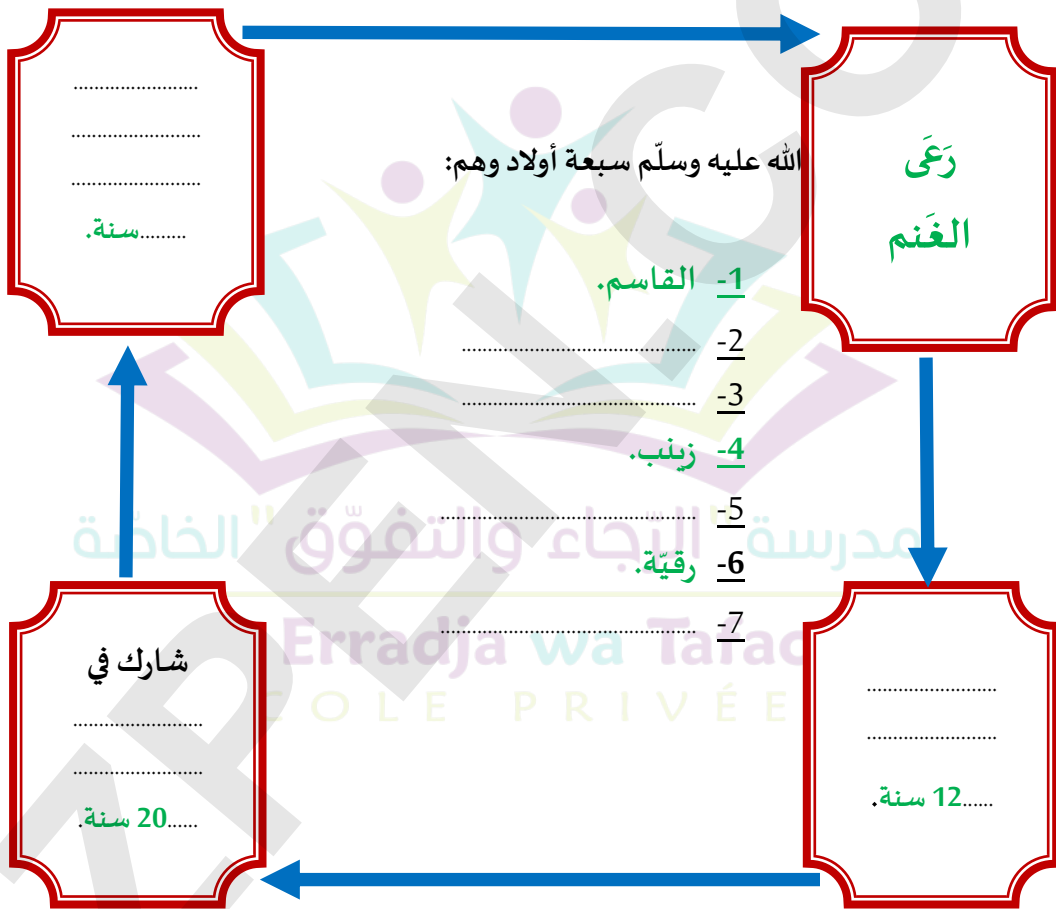 رَعَى
الغَنم
........................
........................
........................
.........سنة.
الله عليه وسلّم سبعة أولاد وهم:
1- القاسم.
2- ........................
3- ........................
4- زينب.
5- ........................
6- رقيّة.
7- ........................
مدرسة "الرّجاء والتفوّق" الخاصّة
Erradja wa Tafac
COLE PRIVÉE
........................
........................
......12 سنة.
شارك في
........................
........................
......20 سنة.